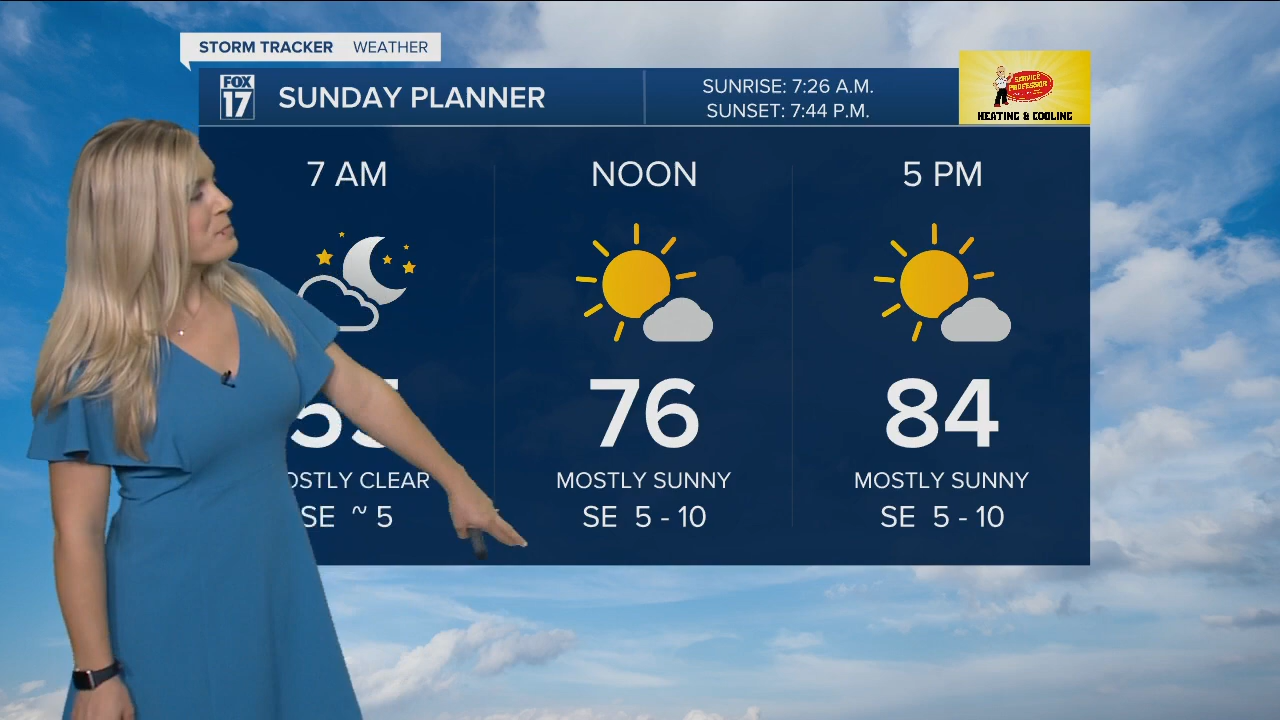 STORM TRACKER WEATHER
FOX
17
SUNDAY PLANNER
SUNRISE: 7:26 A.M.
SUNSET: 7:44 P.M.
SERVICE
PROFESSOR
HEATING & COOLING
7 AM
NOON
5 PM
55
76
84
OSTLY CLEAR
MOSTLY SUNNY
MOSTLY SUNNY
SE ~ 5
SE 5 - 10
SE 5 - 10